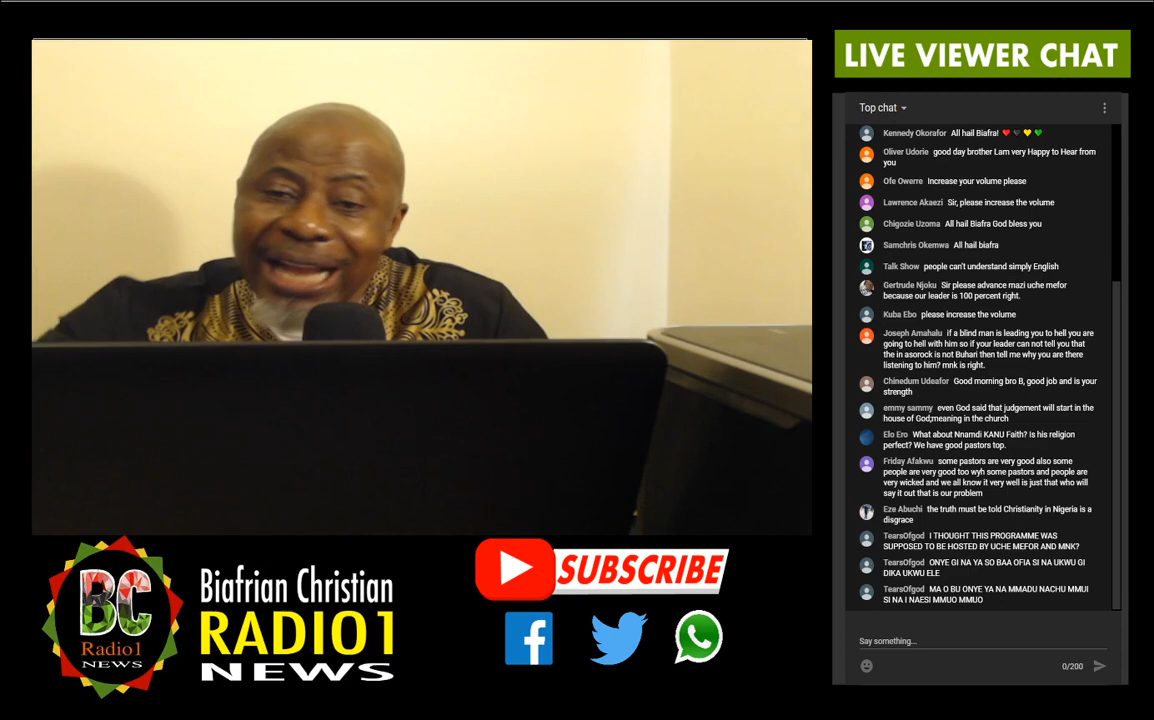 LIVE VIEWER CHAT
Top chat
Kennedy Okorafor All hail Biafra!
Oliver Udorie good day brother Lam very Happy to Hear from
you
Ofe Owerre Increase your volume please
Lawrence Akaezi Sir, please increase the volume
Chigozie Uzoma All hail Biafra God bless you
Samchris Okemwa All hail biafra
Talk Show people can't understand simply English
Gertrude Njoku Sir please advance mazi uche mefor
because our leader is 100 percent right.
Kuba Ebo please increase the volume
Joseph Amahalu if a blind man is leading you to hell you are
going to hell with him so if your leader can not tell you that
the in asorock is not Buhari then tell me why you are there
listening to him? mnk is right.
Chinedum Udeafor Good morning bro B, good job and is your
strength
emmy sammy even God said that judgement will start in the
house of God;meaning in the church
Elo Ero What about Nnamdi KANU Faith? Is his religion
perfect? We have good pastors top.
Friday Afakwu some pastors are very good also some
people are very good too wyh some pastors and people are
very wicked and we all know it very well is just that who will
say it out that is our problem
Eze Abuchi the truth must be told Christianity in Nigeria is a
disgrace
TearsOfgod I THOUGHT THIS PROGRAMME WAS
SUPPOSED TO BE HOSTED BY UCHE MEFOR AND MNK?
TearsOfgod ONYE GI NA YA SO BAA OFIA SI NA UKWU GI
DIKA UKWU ELE
TearsOfgod MA O BU ONYE YA NA MMADU NACHU MMUI
SI NA I NAESI MMUO MMUO
Say something...
0/200
BC
Radio1
NEWS
Biafrian Christian
RADIO1
NEWS
SUBSCRIBE